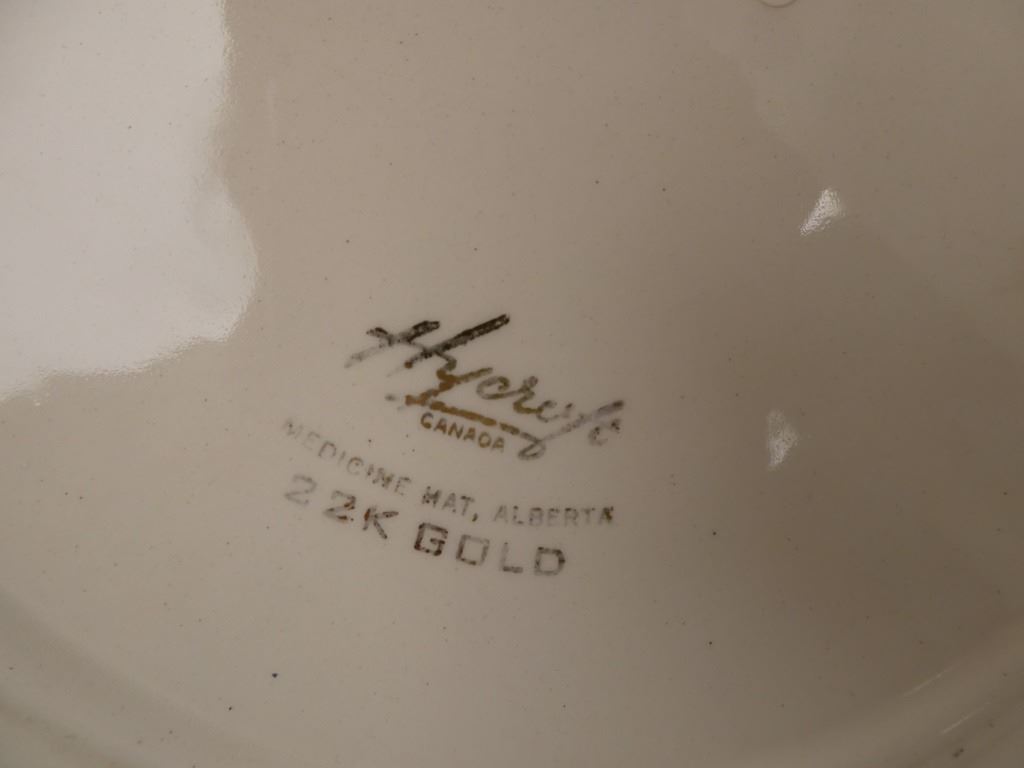 Hycroft
CANADA
MEDICINE HAT, ALBERTA
22K GOLD